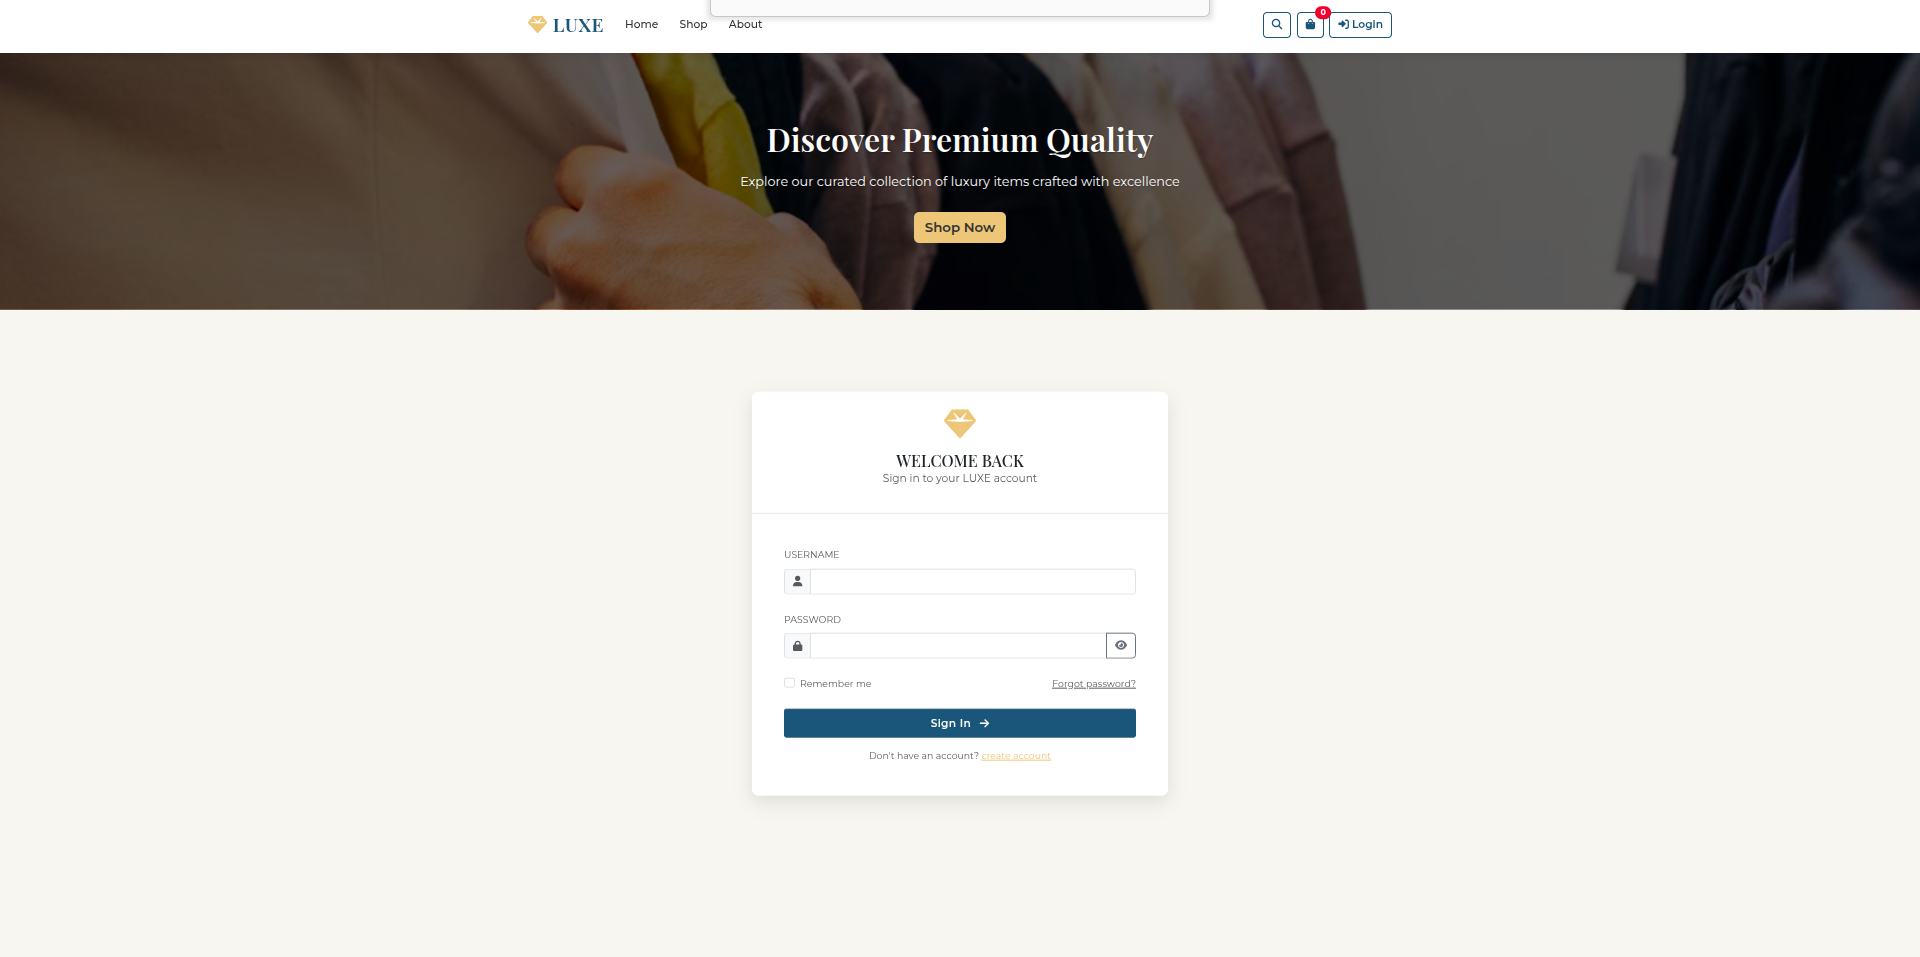 LUXE Home Shop About 0 Login
Discover Premium Quality
Explore our curated collection of luxury items crafted with excellence
Shop Now
WELCOME BACK
Sign in to your LUXE account
USERNAME
PASSWORD
Remember me Forgot password?
Sign In
Don't have an account? create account